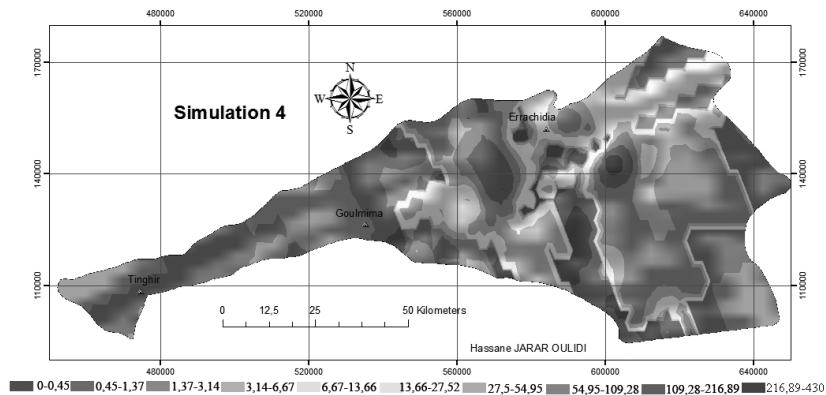 480000 520000 560000 600000 640000
170000 170000
Simulation 4
N
W E
S
Errachidia
140000 140000
Goulmima
Tinghir
110000 110000
0 12,5 25 50 Kilometers
Hassane JARAR OULIDI
480000 520000 560000 600000 640000
0-0,45 0,45-1,37 1,37-3,14 3,14-6,67 6,67-13,66 13,66-27,52 27,5-54,95 54,95-109,28 109,28-216,89 216,89-430